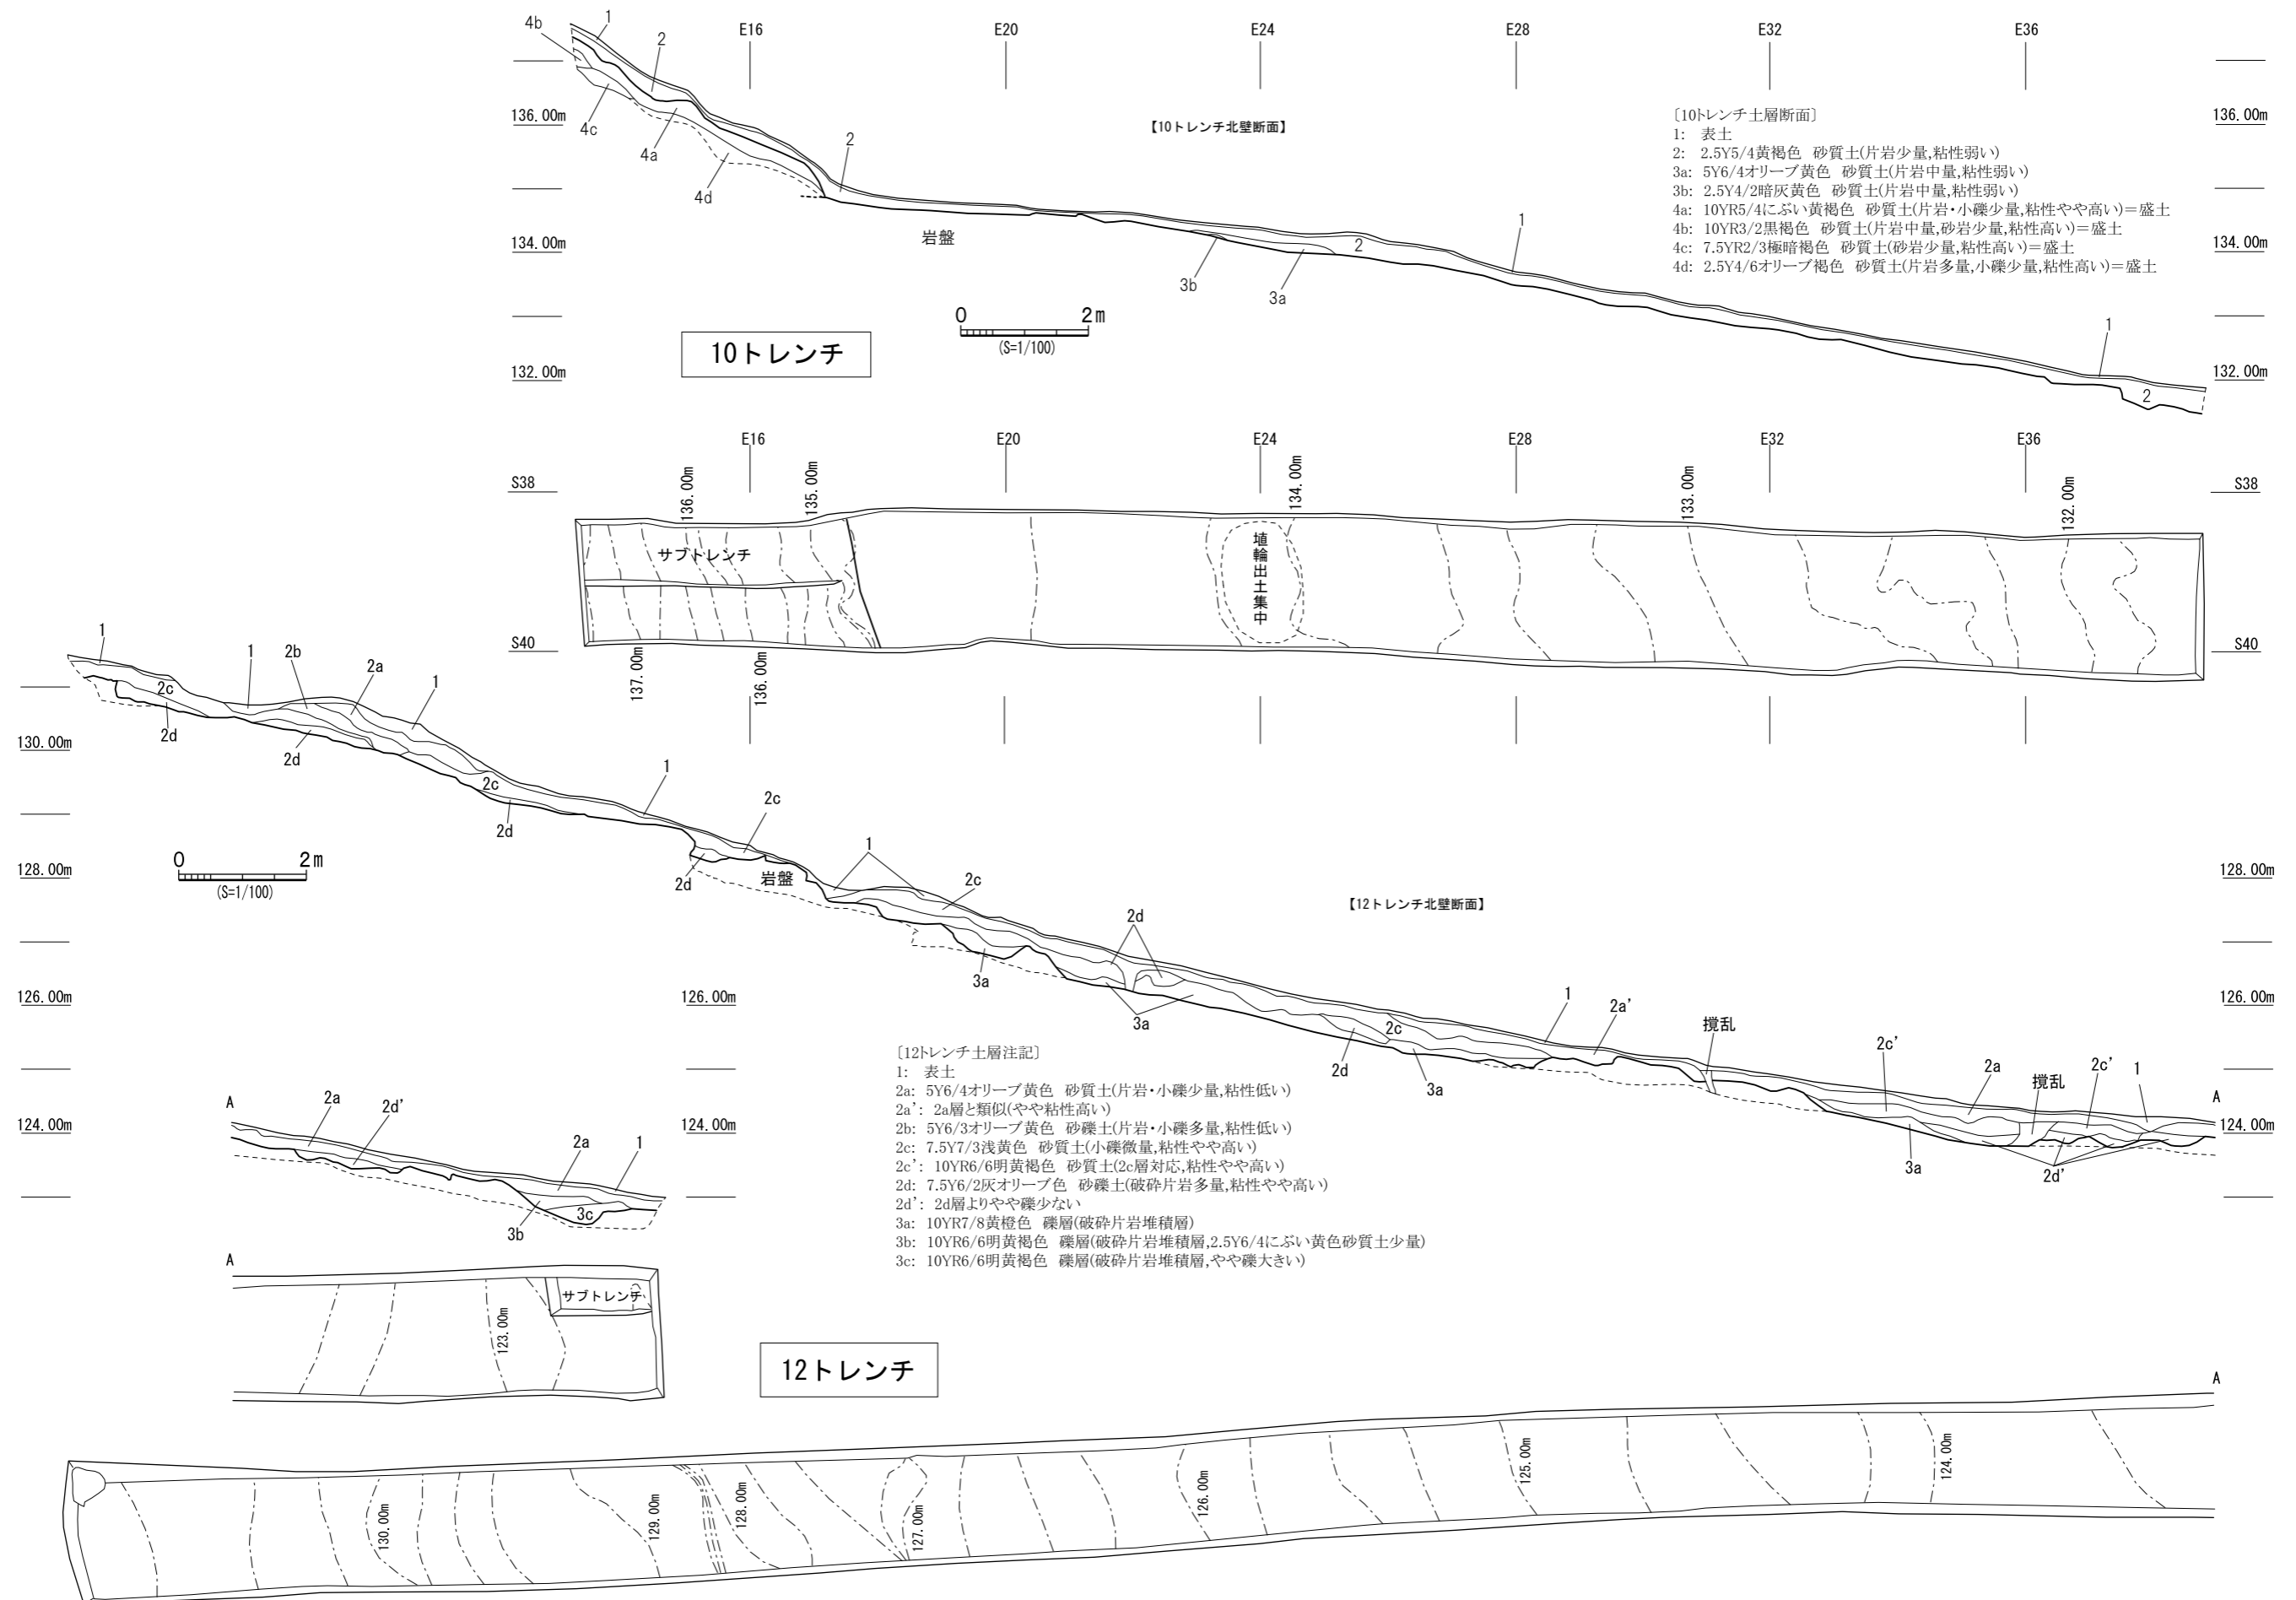 4b
1
2
E16
E20
E24
E28
E32
E36
136.00m
4c
4a
4d
2
【10トレンチ北壁断面】
136.00m
〔10トレンチ土層断面〕
1: 表土
2: 2.5Y5/4黄褐色 砂質土(片岩少量,粘性弱い)
3a: 5Y6/4オリーブ黄色 砂質土(片岩中量,粘性弱い)
3b: 2.5Y4/2暗灰黄色 砂質土(片岩中量,粘性弱い)
4a: 10YR5/4にぶい黄褐色 砂質土(片岩・小礫少量,粘性やや高い)=盛土
4b: 10YR3/2黒褐色 砂質土(片岩中量,砂岩少量,粘性高い)=盛土
4c: 7.5YR2/3極暗褐色 砂質土(砂岩少量,粘性高い)=盛土
4d: 2.5Y4/6オリーブ褐色 砂質土(片岩多量,小礫少量,粘性高い)=盛土
134.00m
岩盤
3b
3a
2
1
134.00m
0 2m
(S=1/100)
10トレンチ
132.00m
1
2
132.00m
E16
E20
E24
E28
E32
E36
S38
136.00m
135.00m
134.00m
133.00m
132.00m
S38
サブトレンチ
埴輪出土集中
S40
137.00m
136.00m
S40
1
2c
2d
1
2b
2a
1
2d
130.00m
2c
2d
1
2c
2d
岩盤
0 2m
(S=1/100)
128.00m
1
2c
3a
2d
3a
【12トレンチ北壁断面】
128.00m
126.00m
126.00m
2d
2c
3a
1
2a'
撹乱
2c'
2a
撹乱
2c'
1
A
3a
2d'
126.00m
124.00m
A
2a
2d'
2a
1
3b
3c
124.00m
124.00m
〔12トレンチ土層注記〕
1: 表土
2a: 5Y6/4オリーブ黄色 砂質土(片岩・小礫少量,粘性低い)
2a': 2a層と類似(やや粘性高い)
2b: 5Y6/3オリーブ黄色 砂礫土(片岩・小礫多量,粘性低い)
2c: 7.5Y7/3浅黄色 砂質土(小礫微量,粘性やや高い)
2c': 10YR6/6明黄褐色 砂質土(2c層対応,粘性やや高い)
2d: 7.5Y6/2灰オリーブ色 砂礫土(破砕片岩多量,粘性やや高い)
2d': 2d層よりやや礫少ない
3a: 10YR7/8黄橙色 礫層(破砕片岩堆積層)
3b: 10YR6/6明黄褐色 礫層(破砕片岩堆積層,2.5Y6/4にぶい黄色砂質土少量)
3c: 10YR6/6明黄褐色 礫層(破砕片岩堆積層,やや礫大きい)
A
123.00m
サブトレンチ
12トレンチ
A
130.00m
129.00m
128.00m
127.00m
126.00m
125.00m
124.00m